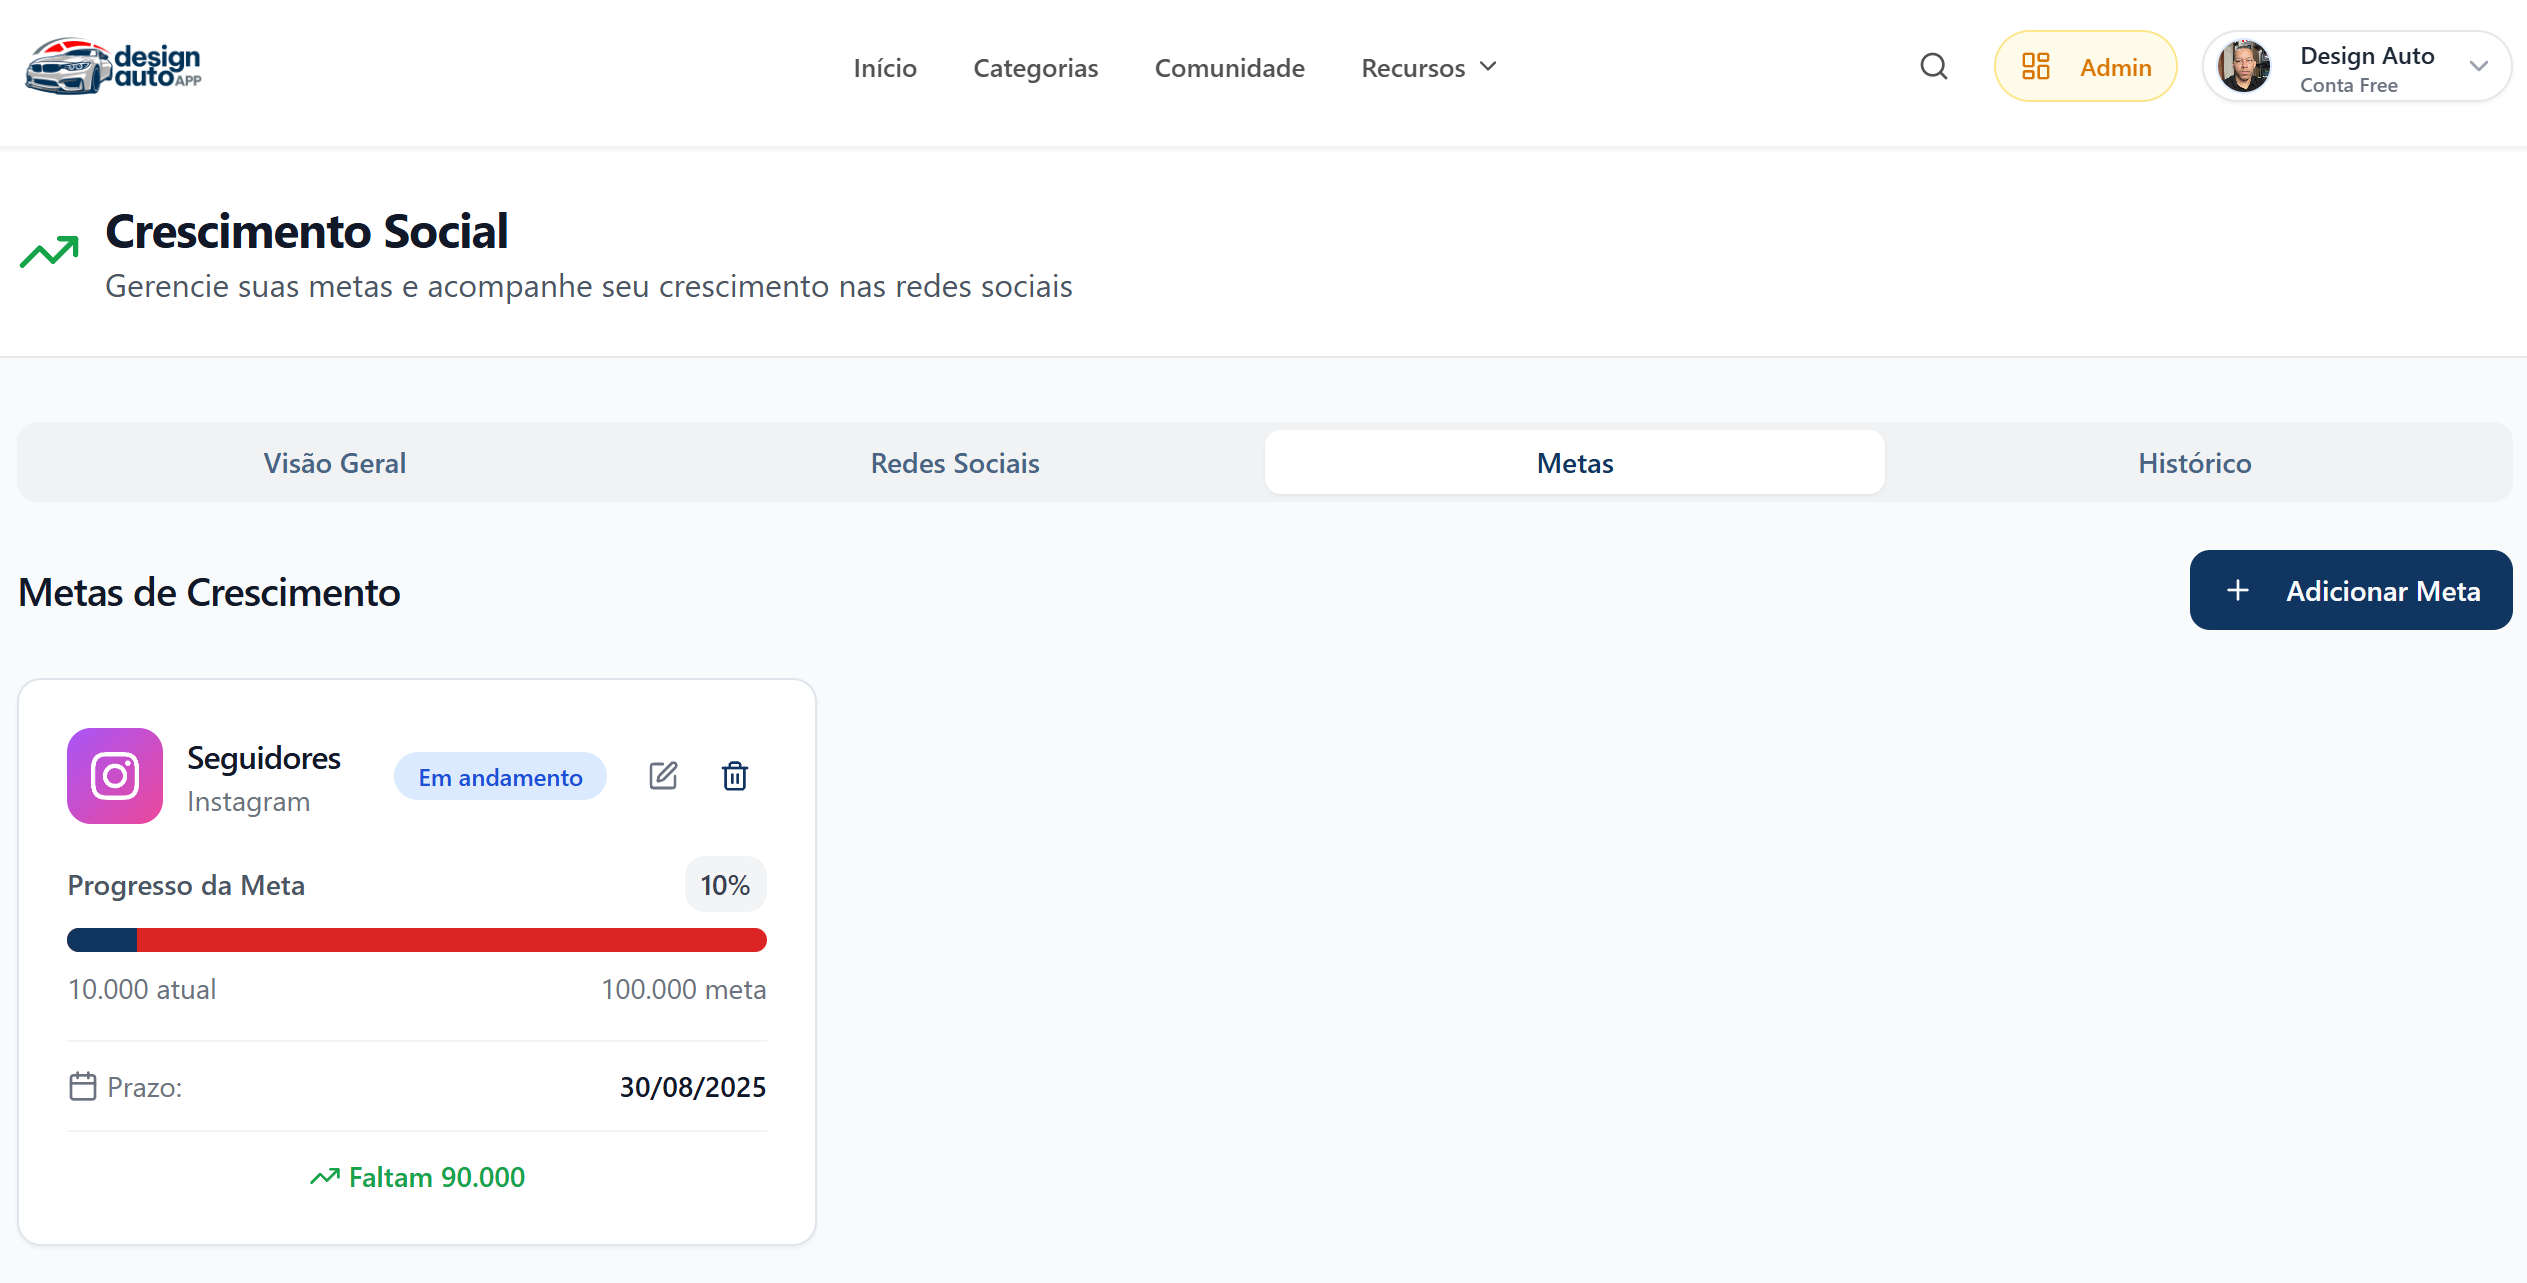 design
auto APP
Início
Categorias
Comunidade
Recursos
Admin
Design Auto
Conta Free
Crescimento Social
Gerencie suas metas e acompanhe seu crescimento nas redes sociais
Visão Geral
Redes Sociais
Metas
Histórico
Metas de Crescimento
Adicionar Meta
Seguidores
Instagram
Em andamento
Progresso da Meta
10%
10.000 atual
100.000 meta
Prazo:
30/08/2025
Faltam 90.000